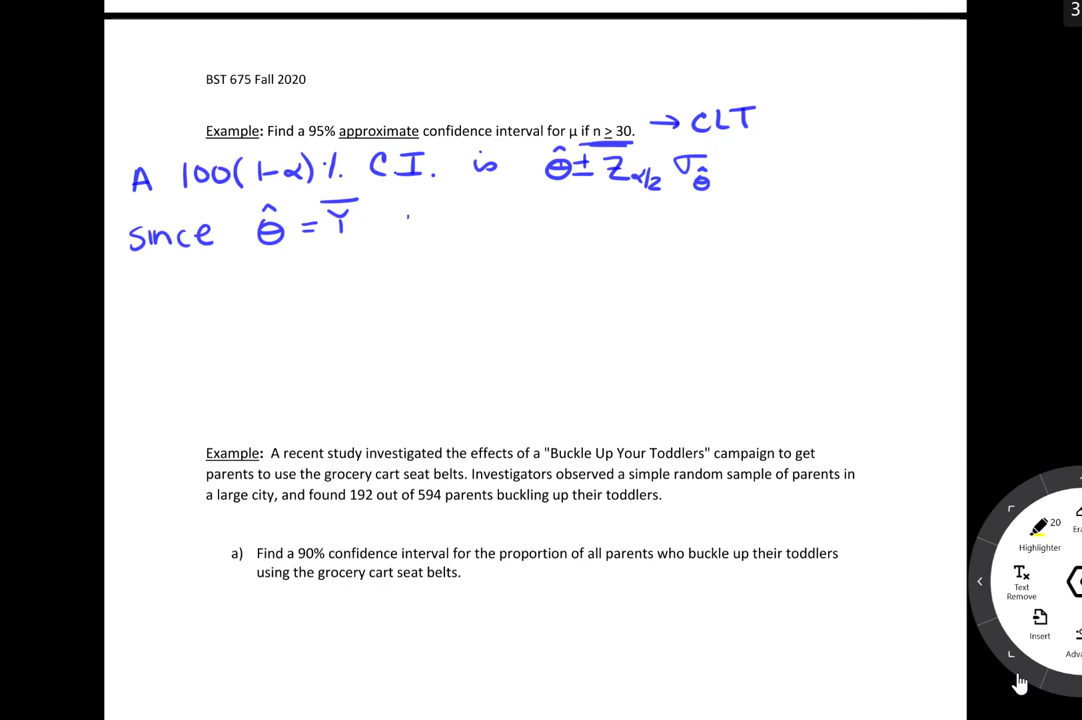 3
BST 675 Fall 2020
Example: Find a 95% approximate confidence interval for μ if n ≥ 30. → CLT
A 100(1-α)%. C I. is θ̂ ± Z α/2 σ θ̂
since θ̂ = Y̅
Example: A recent study investigated the effects of a "Buckle Up Your Toddlers" campaign to get
parents to use the grocery cart seat belts. Investigators observed a simple random sample of parents in
a large city, and found 192 out of 594 parents buckling up their toddlers.
a) Find a 90% confidence interval for the proportion of all parents who buckle up their toddlers
using the grocery cart seat belts.
20
Highlighter
Text
Remove
Insert